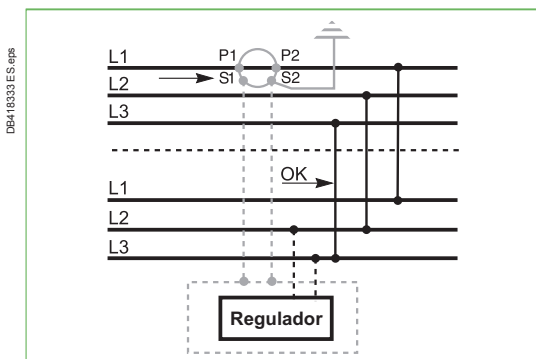 DB418333 ES.eps
L1 P1 P2
S1 S2
L2
L3
OK
L1
L2
L3
Regulador